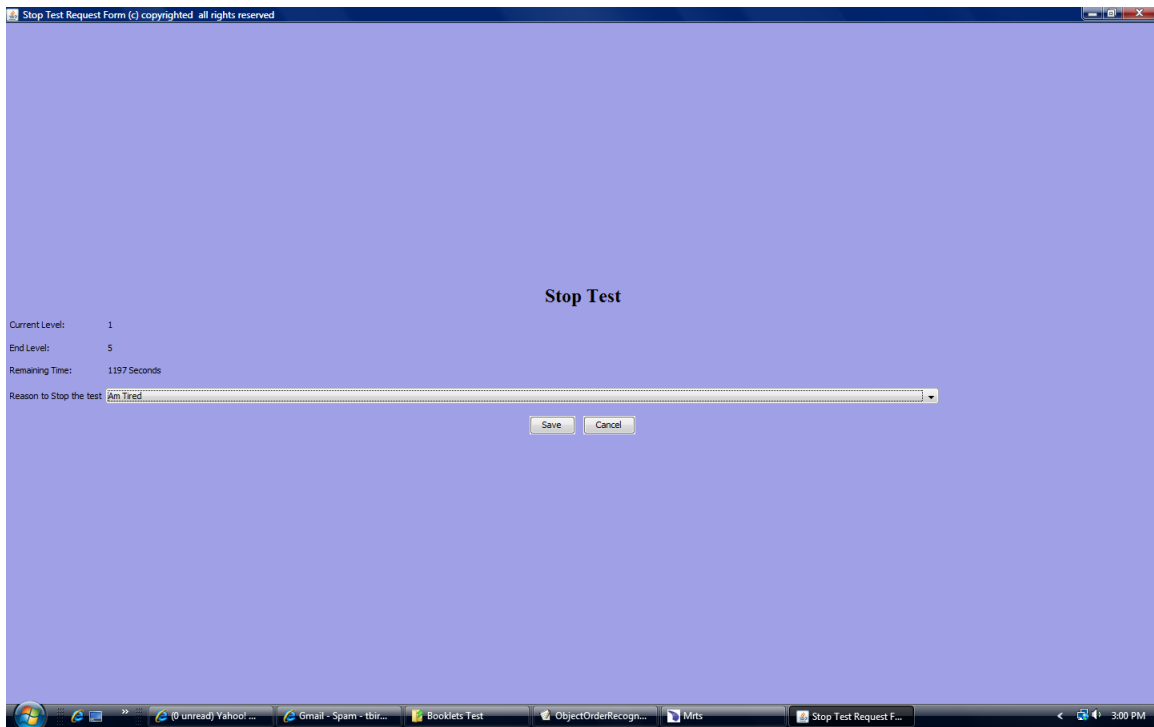 Stop Test Request Form (c) copyrighted all rights reserved
Stop Test
Current Level: 1
End Level: 5
Remaining Time: 1197 Seconds
Reason to Stop the test Am Tired
Save Cancel
» (0 unread) Yahoo! ... Gmail - Spam - tbir... Booklets Test ObjectOrderRecogn... Mrts Stop Test Request F... < 3:00 PM